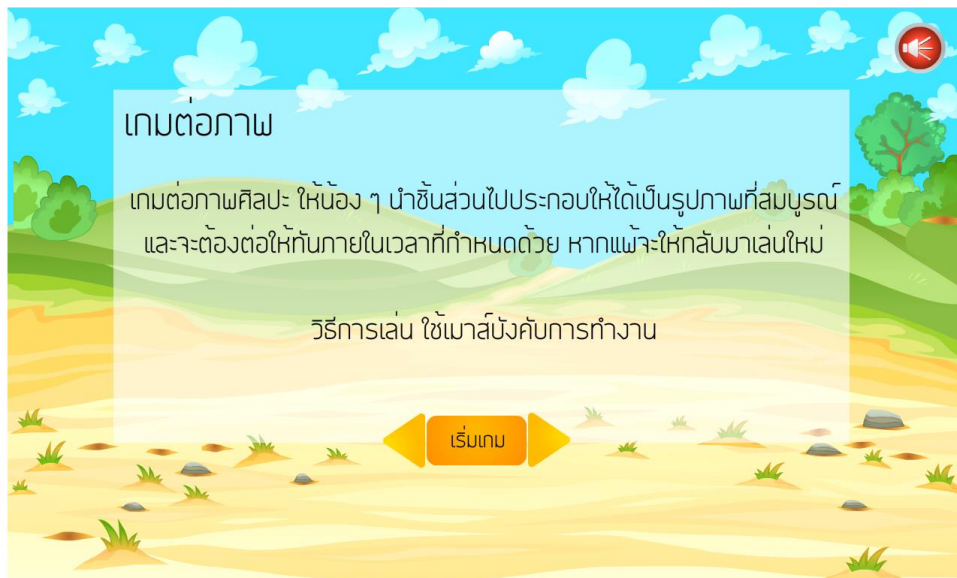 เกมต่อภาพ
เกมต่อภาพศิลปะ ให้น้อง ๆ นำชิ้นส่วนไปประกอบให้ได้เป็นรูปภาพที่สมบูรณ์
และจะต้องต่อให้ทันภายในเวลาที่กำหนดด้วย หากแพ้จะให้กลับมาเล่นใหม่
วิธีการเล่น ใช้เมาส์บังคับการทำงาน
เริ่มเกม